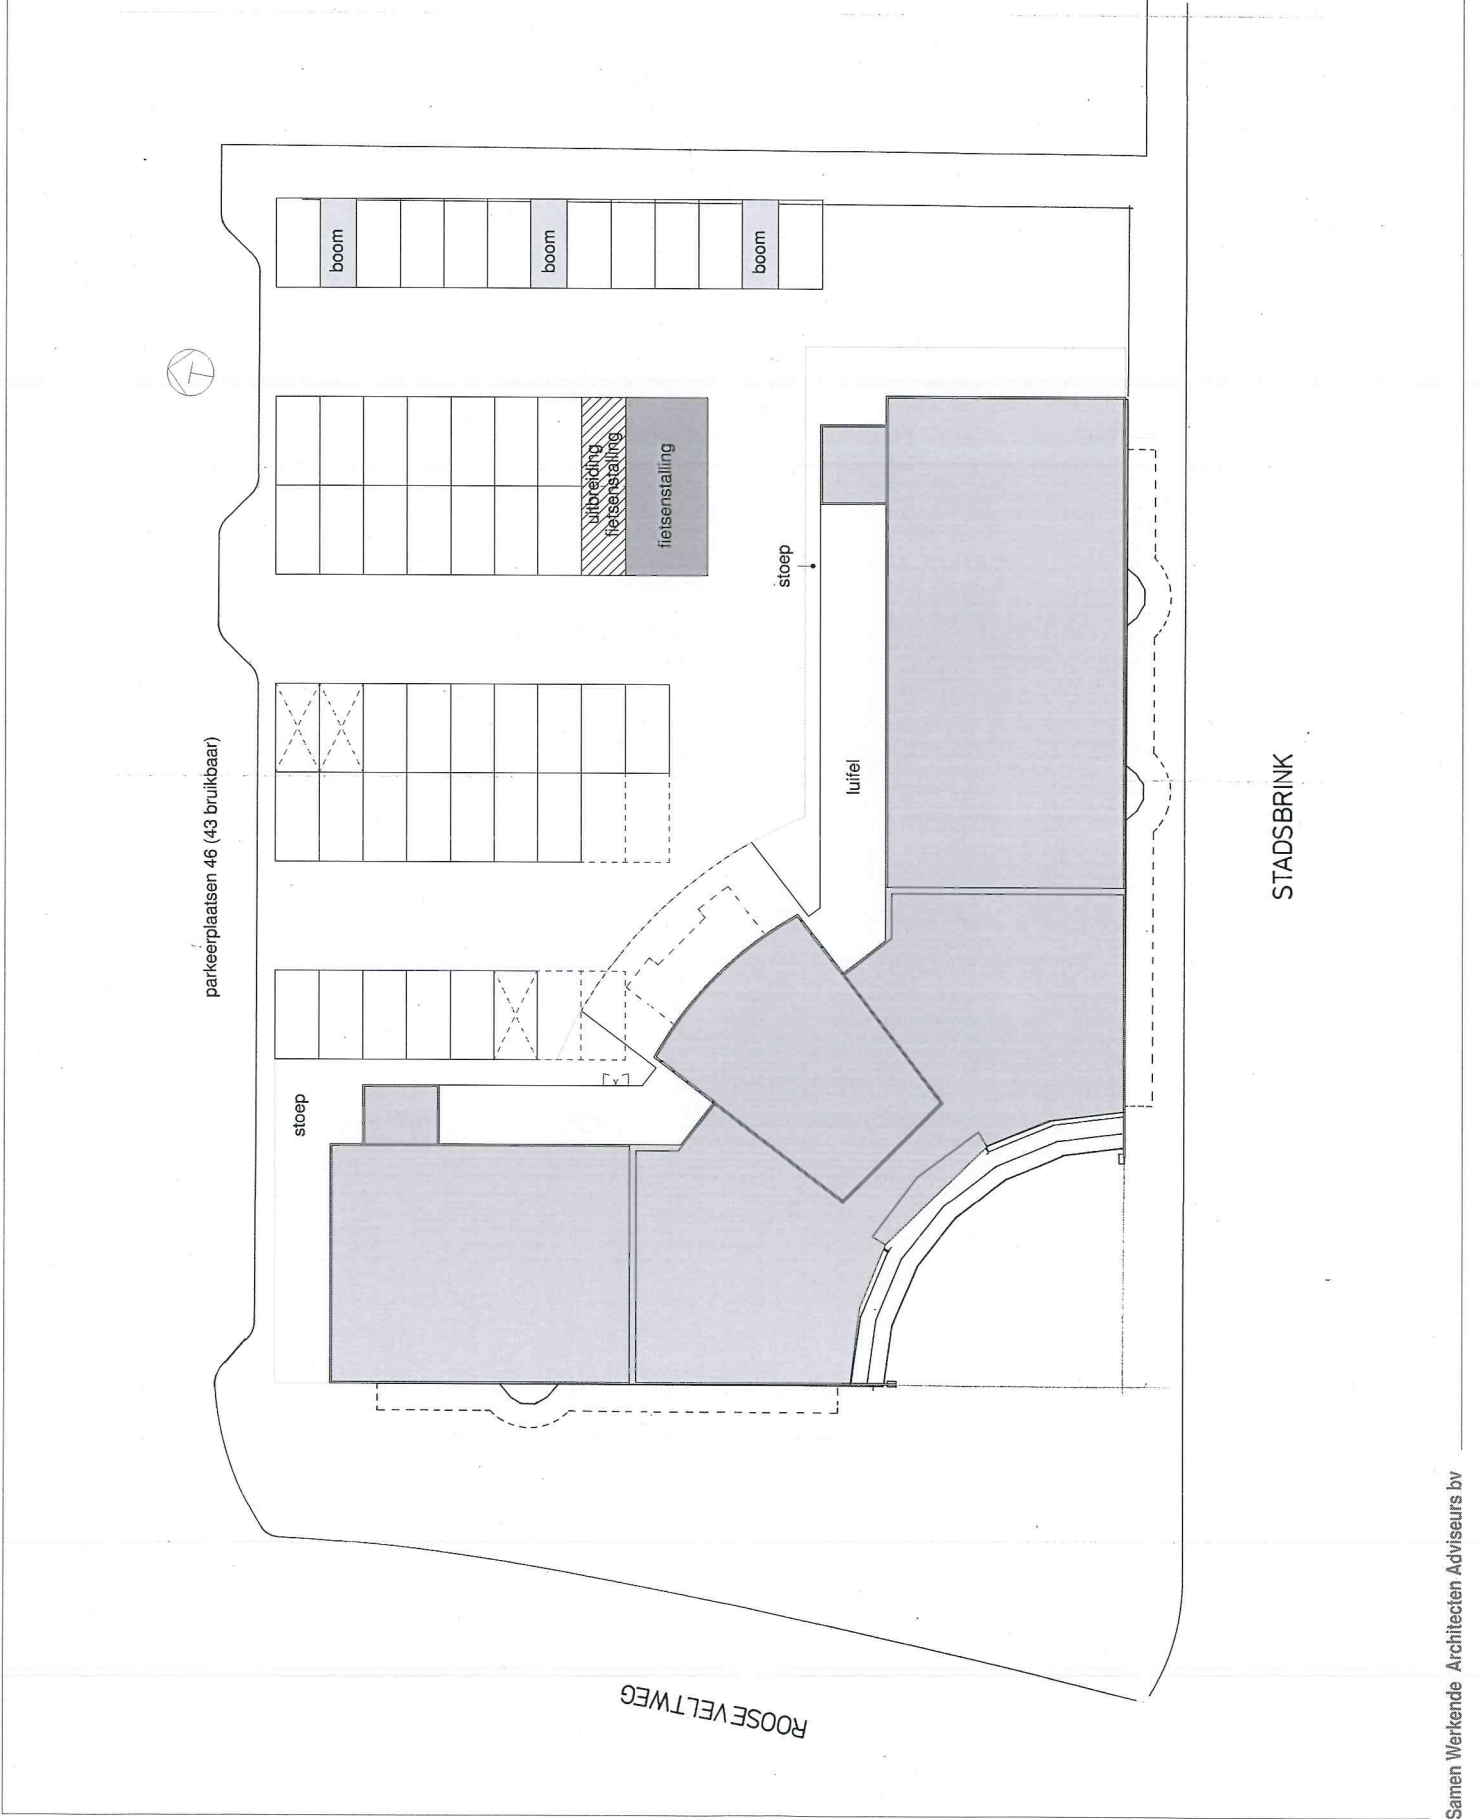 parkeerplaatsen 46 (43 bruikbaar)
boom
boom
boom
uitbreiding
fietsenstalling
fietsenstalling
stoep
luifel
stoep
STADSBRINK
ROOSEVELTWEG
Samen Werkende Architecten Adviseurs bv